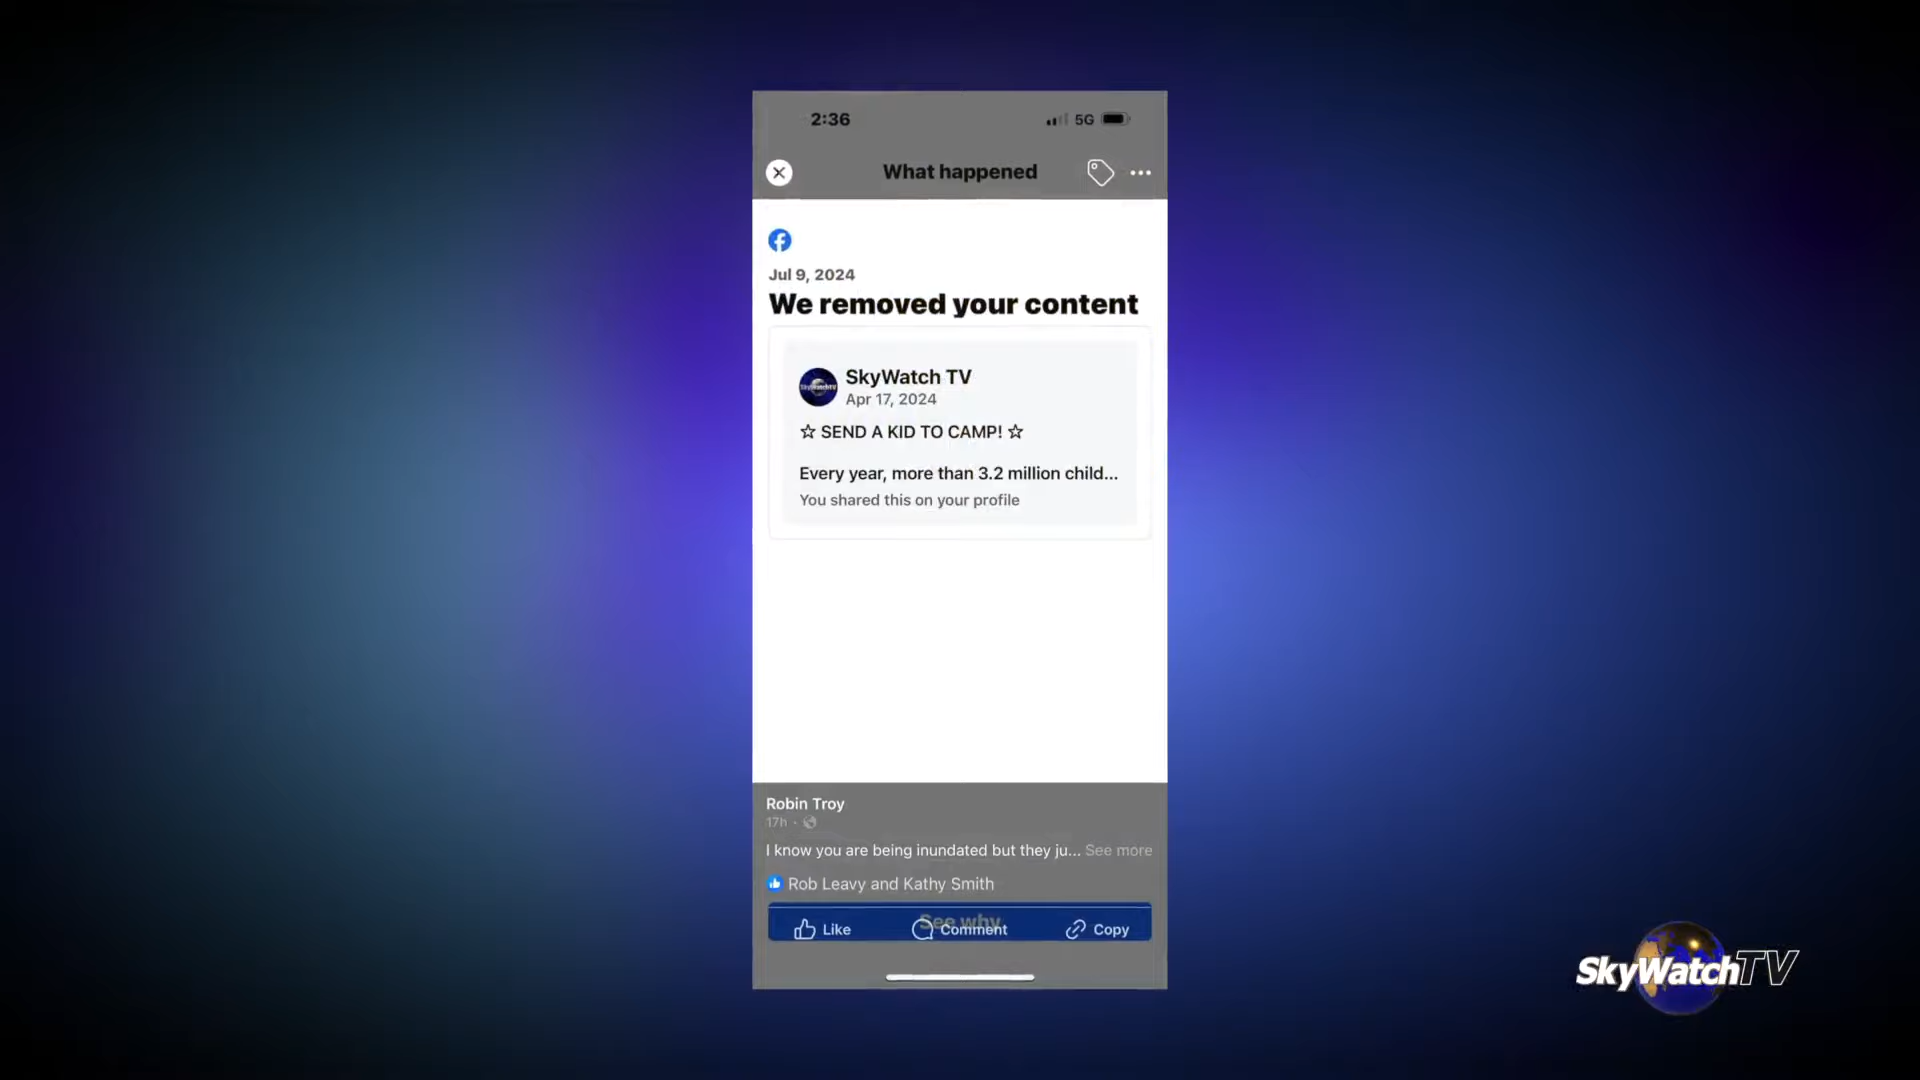 2:36
5G
What happened
Jul 9, 2024
We removed your content
SkyWatch TV
Apr 17, 2024
☆ SEND A KID TO CAMP! ☆
Every year, more than 3.2 million child...
You shared this on your profile
Robin Troy
17h ·
I know you are being inundated but they ju... See more
Rob Leavy and Kathy Smith
See why
Like Comment Copy
SkyWatchTV